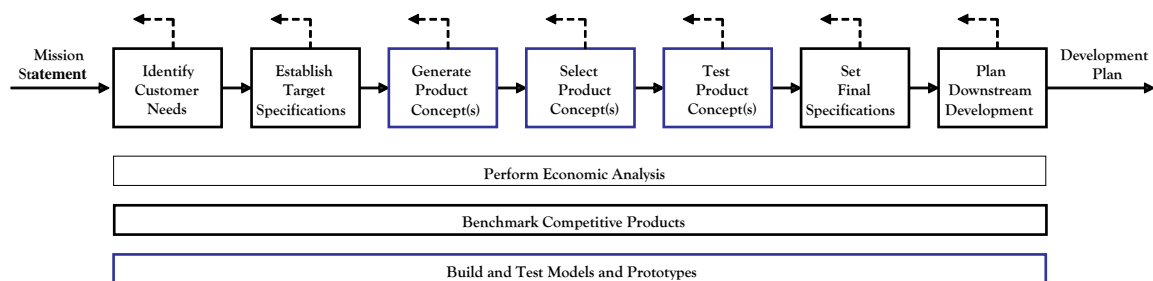 Mission
Statement
Identify
Customer
Needs
Establish
Target
Specifications
Generate
Product
Concept(s)
Select
Product
Concept(s)
Test
Product
Concept(s)
Set
Final
Specifications
Plan
Downstream
Development
Development
Plan
Perform Economic Analysis
Benchmark Competitive Products
Build and Test Models and Prototypes